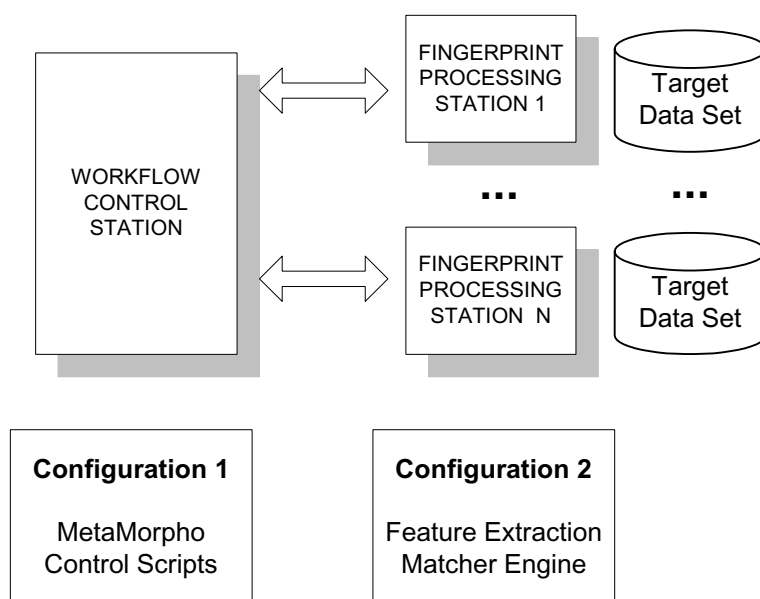 WORKFLOW
CONTROL
STATION
FINGERPRINT
PROCESSING
STATION 1
Target
Data Set
...
...
FINGERPRINT
PROCESSING
STATION N
Target
Data Set
Configuration 1
MetaMorpho
Control Scripts
Configuration 2
Feature Extraction
Matcher Engine